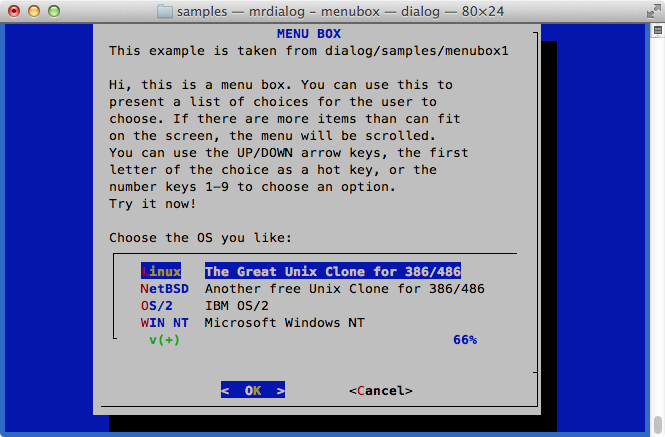 samples — mrdialog – menubox — dialog — 80×24
MENU BOX
This example is taken from dialog/samples/menubox1
Hi, this is a menu box. You can use this to
present a list of choices for the user to
choose. If there are more items than can fit
on the screen, the menu will be scrolled.
You can use the UP/DOWN arrow keys, the first
letter of the choice as a hot key, or the
number keys 1–9 to choose an option.
Try it now!
Choose the OS you like:
Linux The Great Unix Clone for 386/486
NetBSD Another free Unix Clone for 386/486
OS/2 IBM OS/2
WIN NT Microsoft Windows NT
v(+) 66%
< OK > <Cancel>